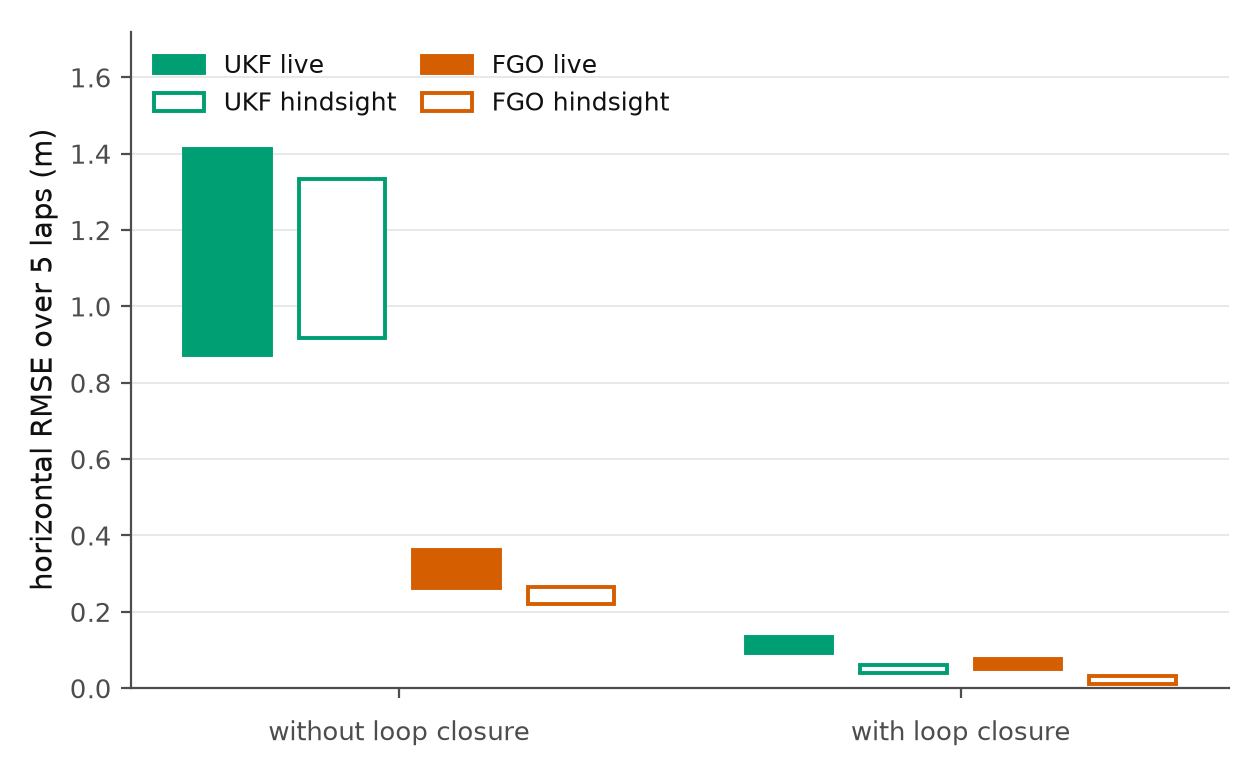 UKF live
FGO live
UKF hindsight
FGO hindsight
horizontal RMSE over 5 laps (m)
1.6
1.4
1.2
1.0
0.8
0.6
0.4
0.2
0.0
without loop closure
with loop closure